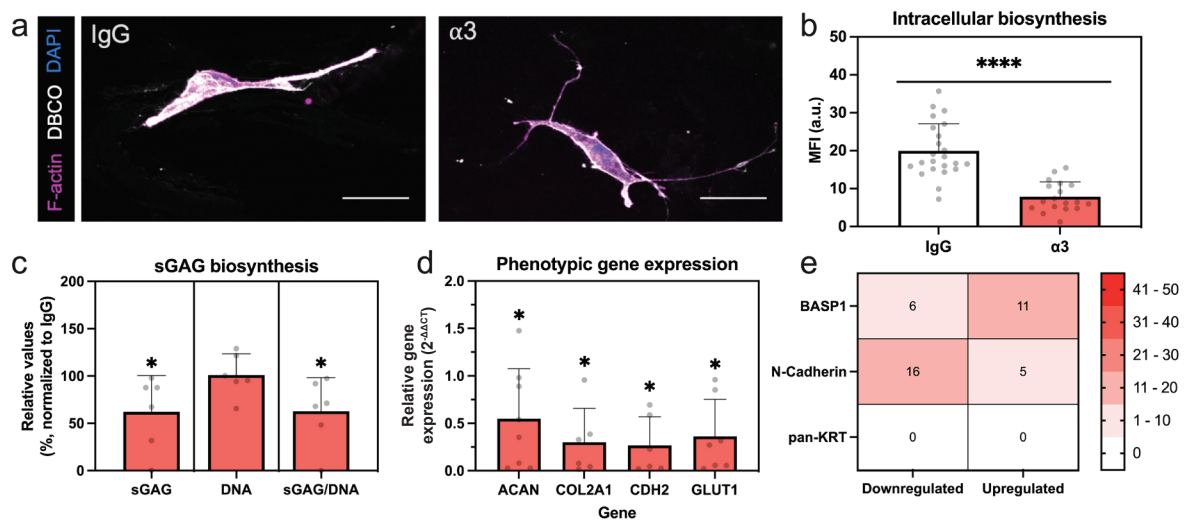 a
F-actin DBCO DAPI
IgG
α3
b
Intracellular biosynthesis
MFI (a.u.)
50
40
30
20
10
0
****
IgG
α3
c
sGAG biosynthesis
Relative values
(%, normalized to IgG)
200
150
100
50
0
*
*
sGAG
DNA
sGAG/DNA
d
Phenotypic gene expression
Relative gene
expression (2-ΔΔCT)
2.0
1.5
1.0
0.5
0.0
*
*
*
*
ACAN
COL2A1
CDH2
GLUT1
Gene
e
BASP1
6
11
N-Cadherin
16
5
pan-KRT
0
0
Downregulated
Upregulated
41 - 50
31 - 40
21 - 30
11 - 20
1 - 10
0